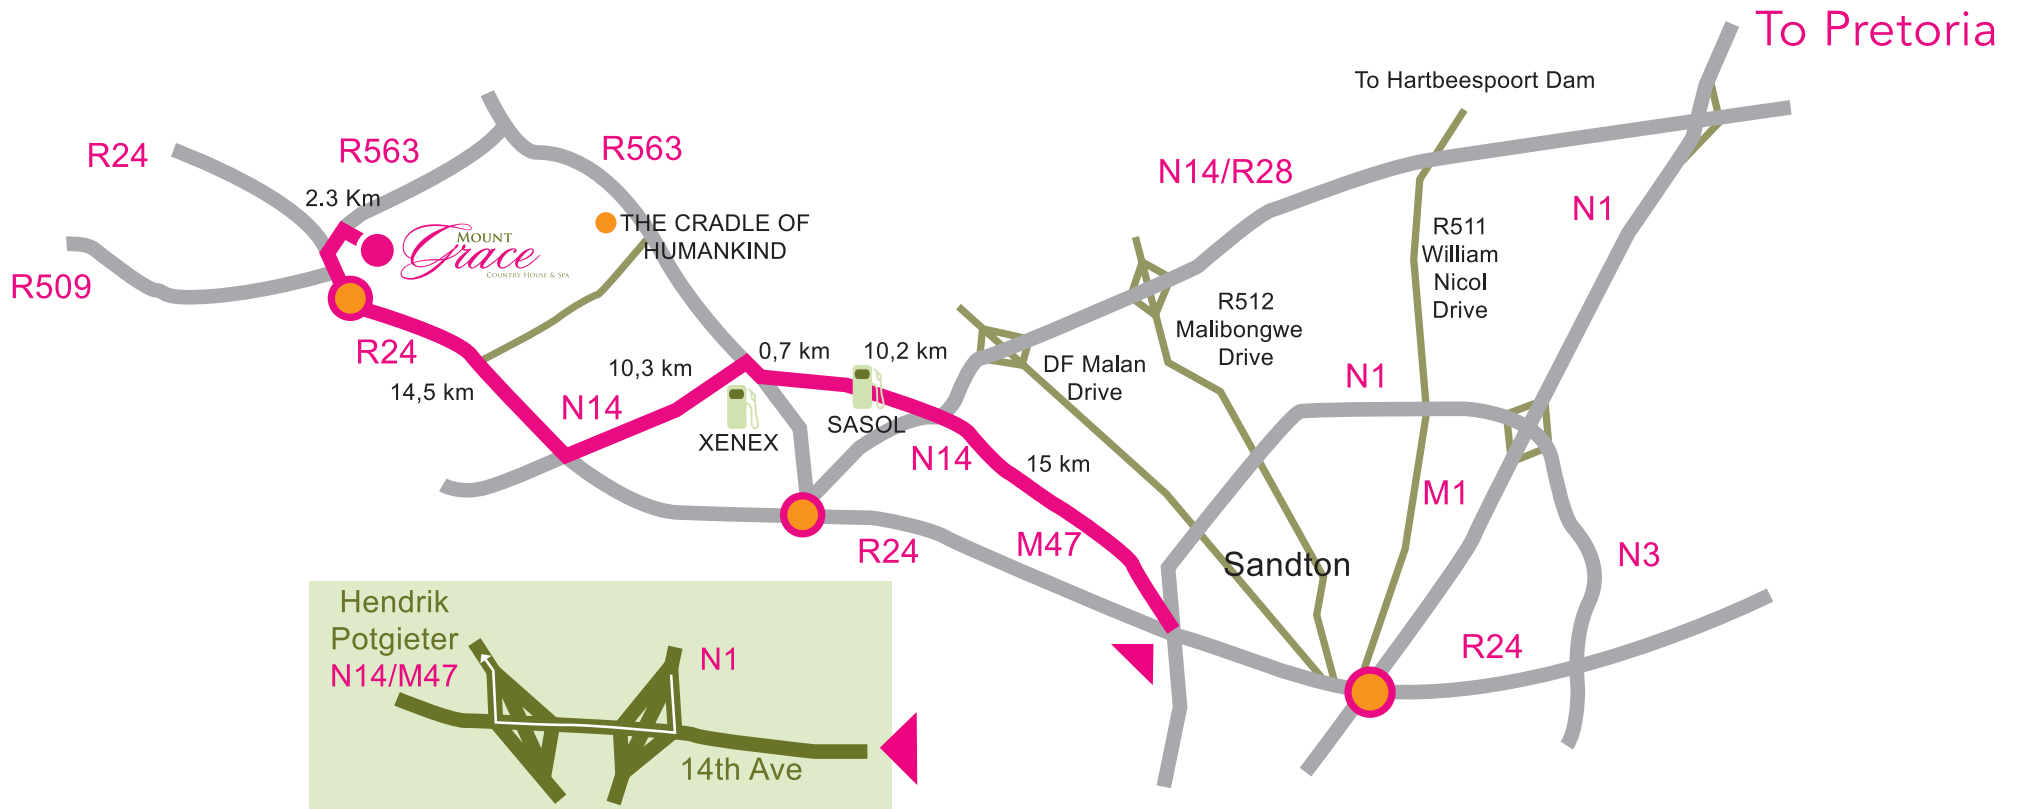 To Pretoria
To Hartbeespoort Dam
R24
R563
R563
N14/R28
2.3 Km
N1
THE CRADLE OF
HUMANKIND
MOUNT
Grace
COUNTRY HOUSE & SPA
R511
William
Nicol
Drive
R509
R512
Malibongwe
Drive
R24
10,3 km
0,7 km
10,2 km
DF Malan
Drive
N1
14,5 km
N14
XENEX
SASOL
N14
15 km
M1
R24
M47
Sandton
N3
R24
Hendrik
Potgieter
N14/M47
N1
14th Ave